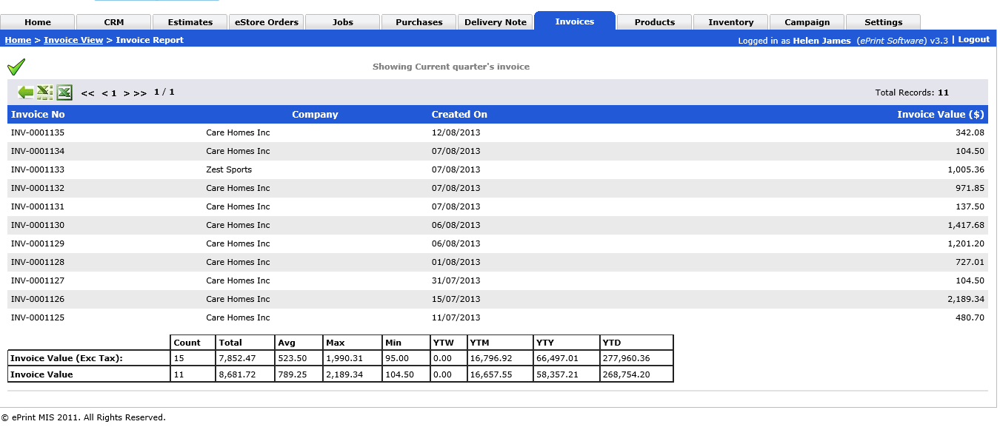 Home CRM Estimates eStore Orders Jobs Purchases Delivery Note Invoices Products Inventory Campaign Settings
Home > Invoice View > Invoice Report Logged in as Helen James (ePrint Software) v3.3 | Logout
Showing Current quarter's invoice
<< < 1 > >> 1 / 1 Total Records: 11
Invoice No Company Created On Invoice Value ($)
INV-0001135 Care Homes Inc 12/08/2013 342.08
INV-0001134 Care Homes Inc 07/08/2013 104.50
INV-0001133 Zest Sports 07/08/2013 1,005.36
INV-0001132 Care Homes Inc 07/08/2013 971.85
INV-0001131 Care Homes Inc 07/08/2013 137.50
INV-0001130 Care Homes Inc 06/08/2013 1,417.68
INV-0001129 Care Homes Inc 06/08/2013 1,201.20
INV-0001128 Care Homes Inc 01/08/2013 727.01
INV-0001127 Care Homes Inc 31/07/2013 104.50
INV-0001126 Care Homes Inc 15/07/2013 2,189.34
INV-0001125 Care Homes Inc 11/07/2013 480.70
Count Total Avg Max Min YTW YTM YTY YTD
Invoice Value (Exc Tax): 15 7,852.47 523.50 1,990.31 95.00 0.00 16,796.92 66,497.01 277,960.36
Invoice Value 11 8,681.72 789.25 2,189.34 104.50 0.00 16,657.55 58,357.21 268,754.20
© ePrint MIS 2011. All Rights Reserved.